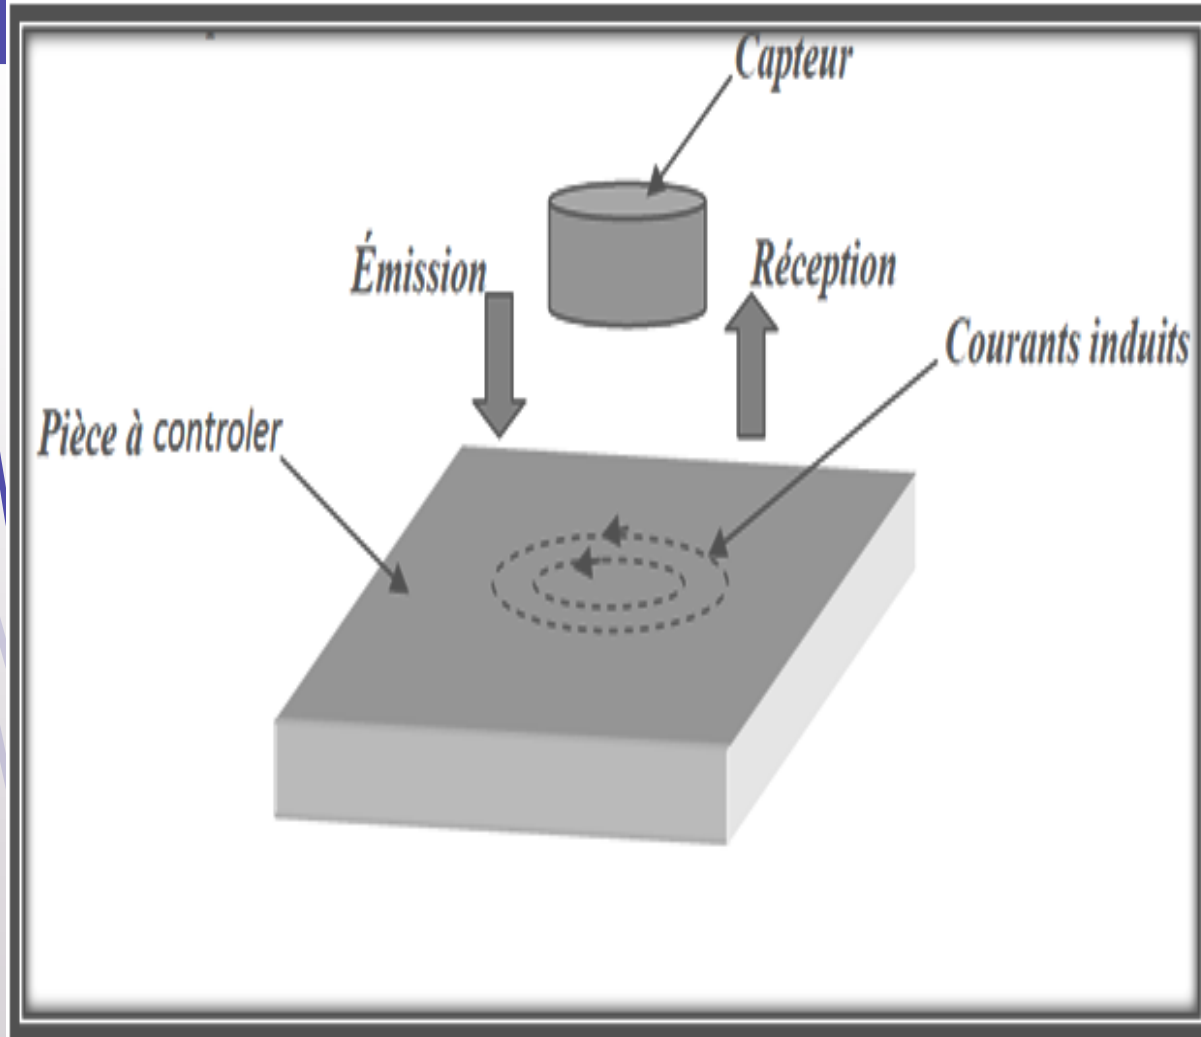 Capteur
Émission
Réception
Courants induits
Pièce à controler